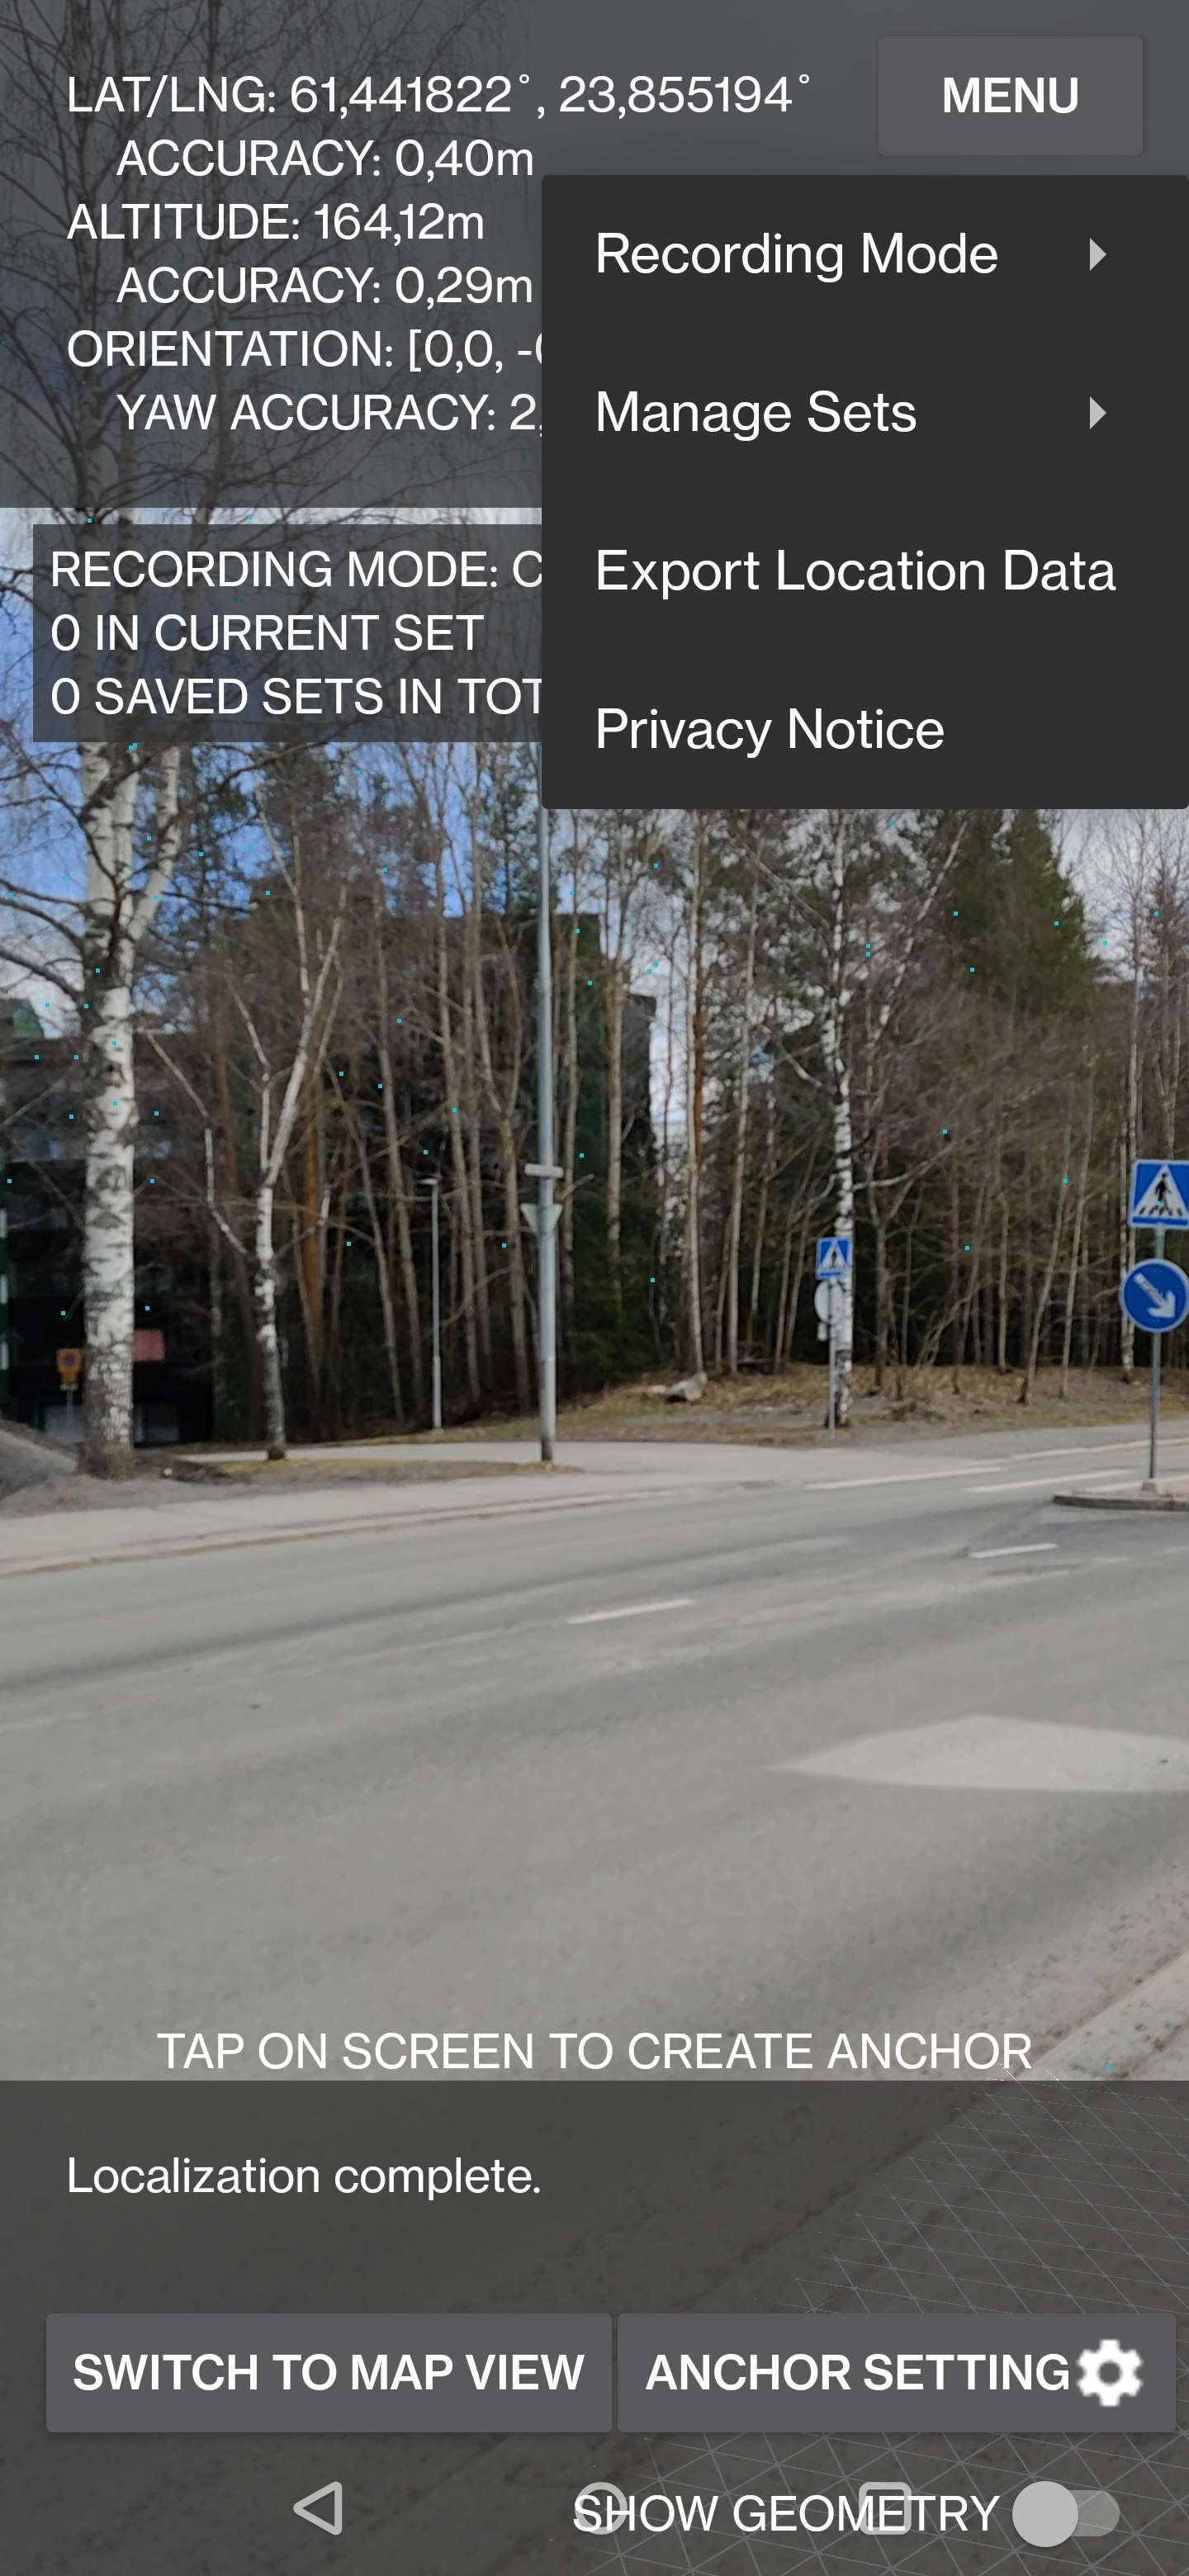 LAT/LNG: 61,441822°, 23,855194°
MENU
ACCURACY: 0,40m
ALTITUDE: 164,12m
ACCURACY: 0,29m
ORIENTATION: [0,0, -
YAW ACCURACY: 2,
Recording Mode
Manage Sets
Export Location Data
Privacy Notice
RECORDING MODE:
0 IN CURRENT SET
0 SAVED SETS IN
TAP ON SCREEN TO CREATE ANCHOR
Localization complete.
SWITCH TO MAP VIEW
ANCHOR SETTING
SHOW GEOMETRY